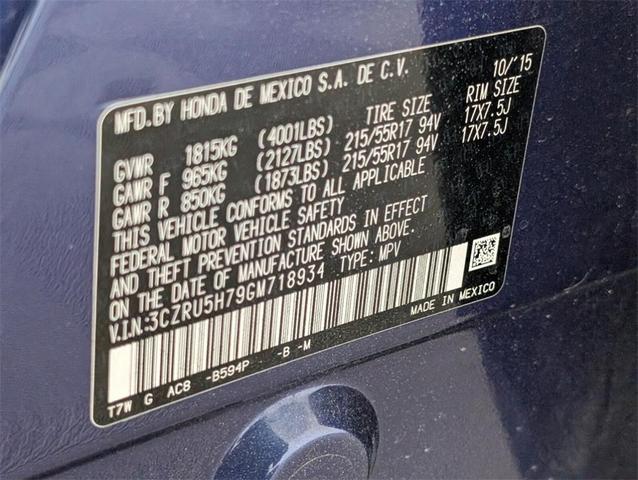 MFD.BY HONDA DE MEXICO S.A. DE C.V. 10/'15
TIRE SIZE RIM SIZE
GVWR 1815KG (4001LBS)
GAWR F 965KG (2127LBS) 215/55R17 94V 17X7.5J
GAWR R 850KG (1873LBS) 215/55R17 94V 17X7.5J
THIS VEHICLE CONFORMS TO ALL APPLICABLE
FEDERAL MOTOR VEHICLE SAFETY
AND THEFT PREVENTION STANDARDS IN EFFECT
ON THE DATE OF MANUFACTURE SHOWN ABOVE.
V.I.N:3CZRU5H79GM718934 TYPE: MPV
MADE IN MEXICO
T7W G AC8 -B594P -B -M